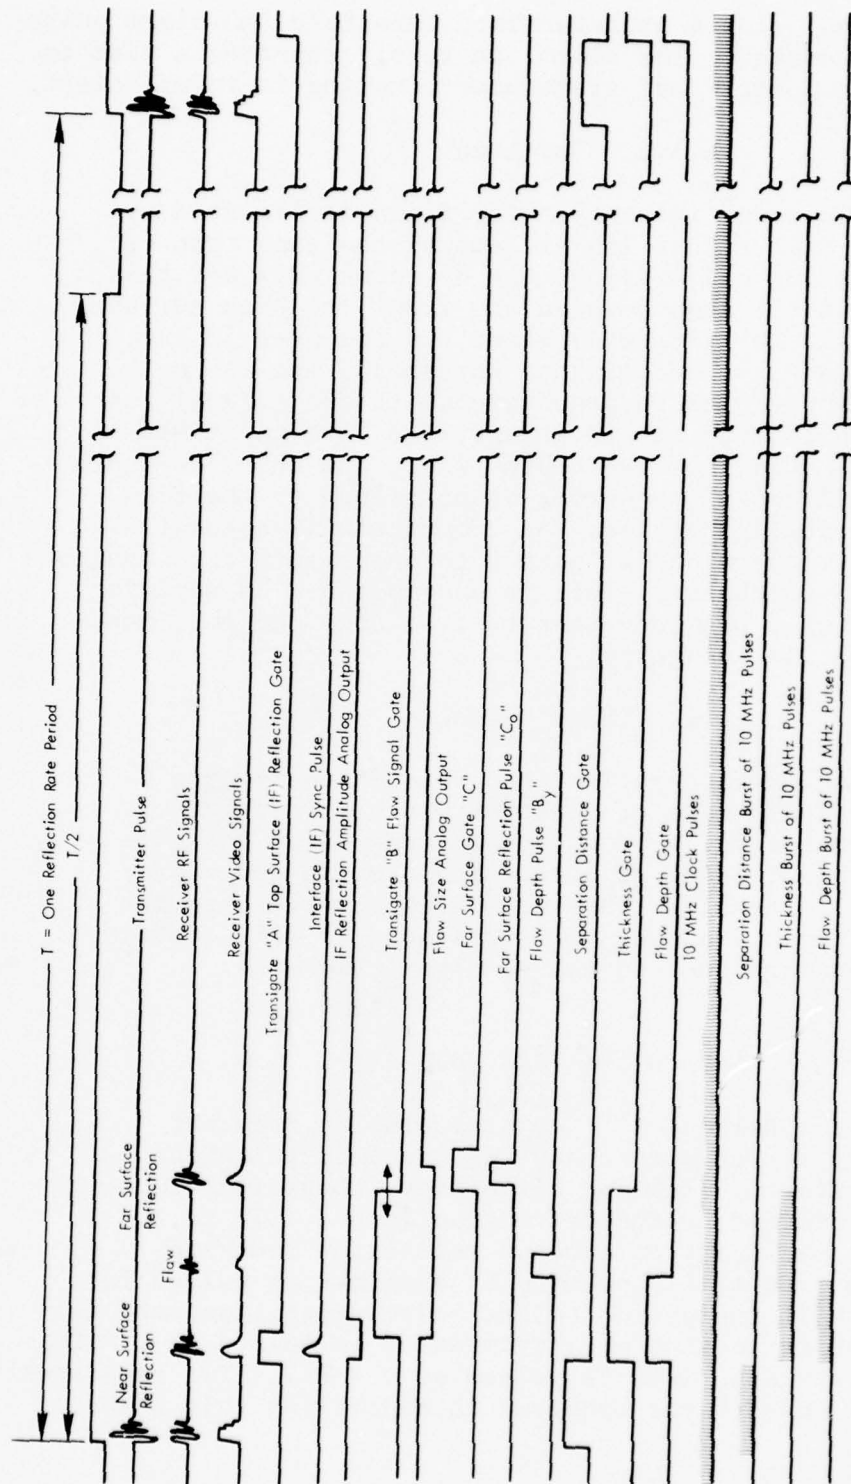 T = One Reflection Rate Period
T/2
Transmitter Pulse
Near Surface
Reflection
Far Surface
Reflection
Flaw
Receiver RF Signals
Receiver Video Signals
Transigate "A" Top Surface (IF) Reflection Gate
Interface (IF) Sync Pulse
IF Reflection Amplitude Analog Output
Transigate "B" Flaw Signal Gate
Flaw Size Analog Output
Far Surface Gate "C"
Far Surface Reflection Pulse "Co"
Flaw Depth Pulse "By"
Separation Distance Gate
Thickness Gate
Flaw Depth Gate
10 MHz Clock Pulses
Separation Distance Burst of 10 MHz Pulses
Thickness Burst of 10 MHz Pulses
Flaw Depth Burst of 10 MHz Pulses